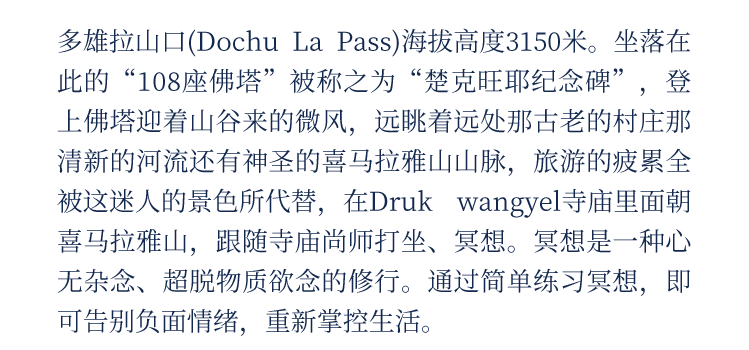 多雄拉山口(Dochu La Pass)海拔高度3150米。坐落在
此的“108座佛塔”被称之为“楚克旺耶纪念碑”，登
上佛塔迎着山谷来的微风，远眺着远处那古老的村庄那
清新的河流还有神圣的喜马拉雅山山脉，旅游的疲累全
被这迷人的景色所代替，在Druk wangyel寺庙里面朝
喜马拉雅山，跟随寺庙尚师打坐、冥想。冥想是一种心
无杂念、超脱物质欲念的修行。通过简单练习冥想，即
可告别负面情绪，重新掌控生活。